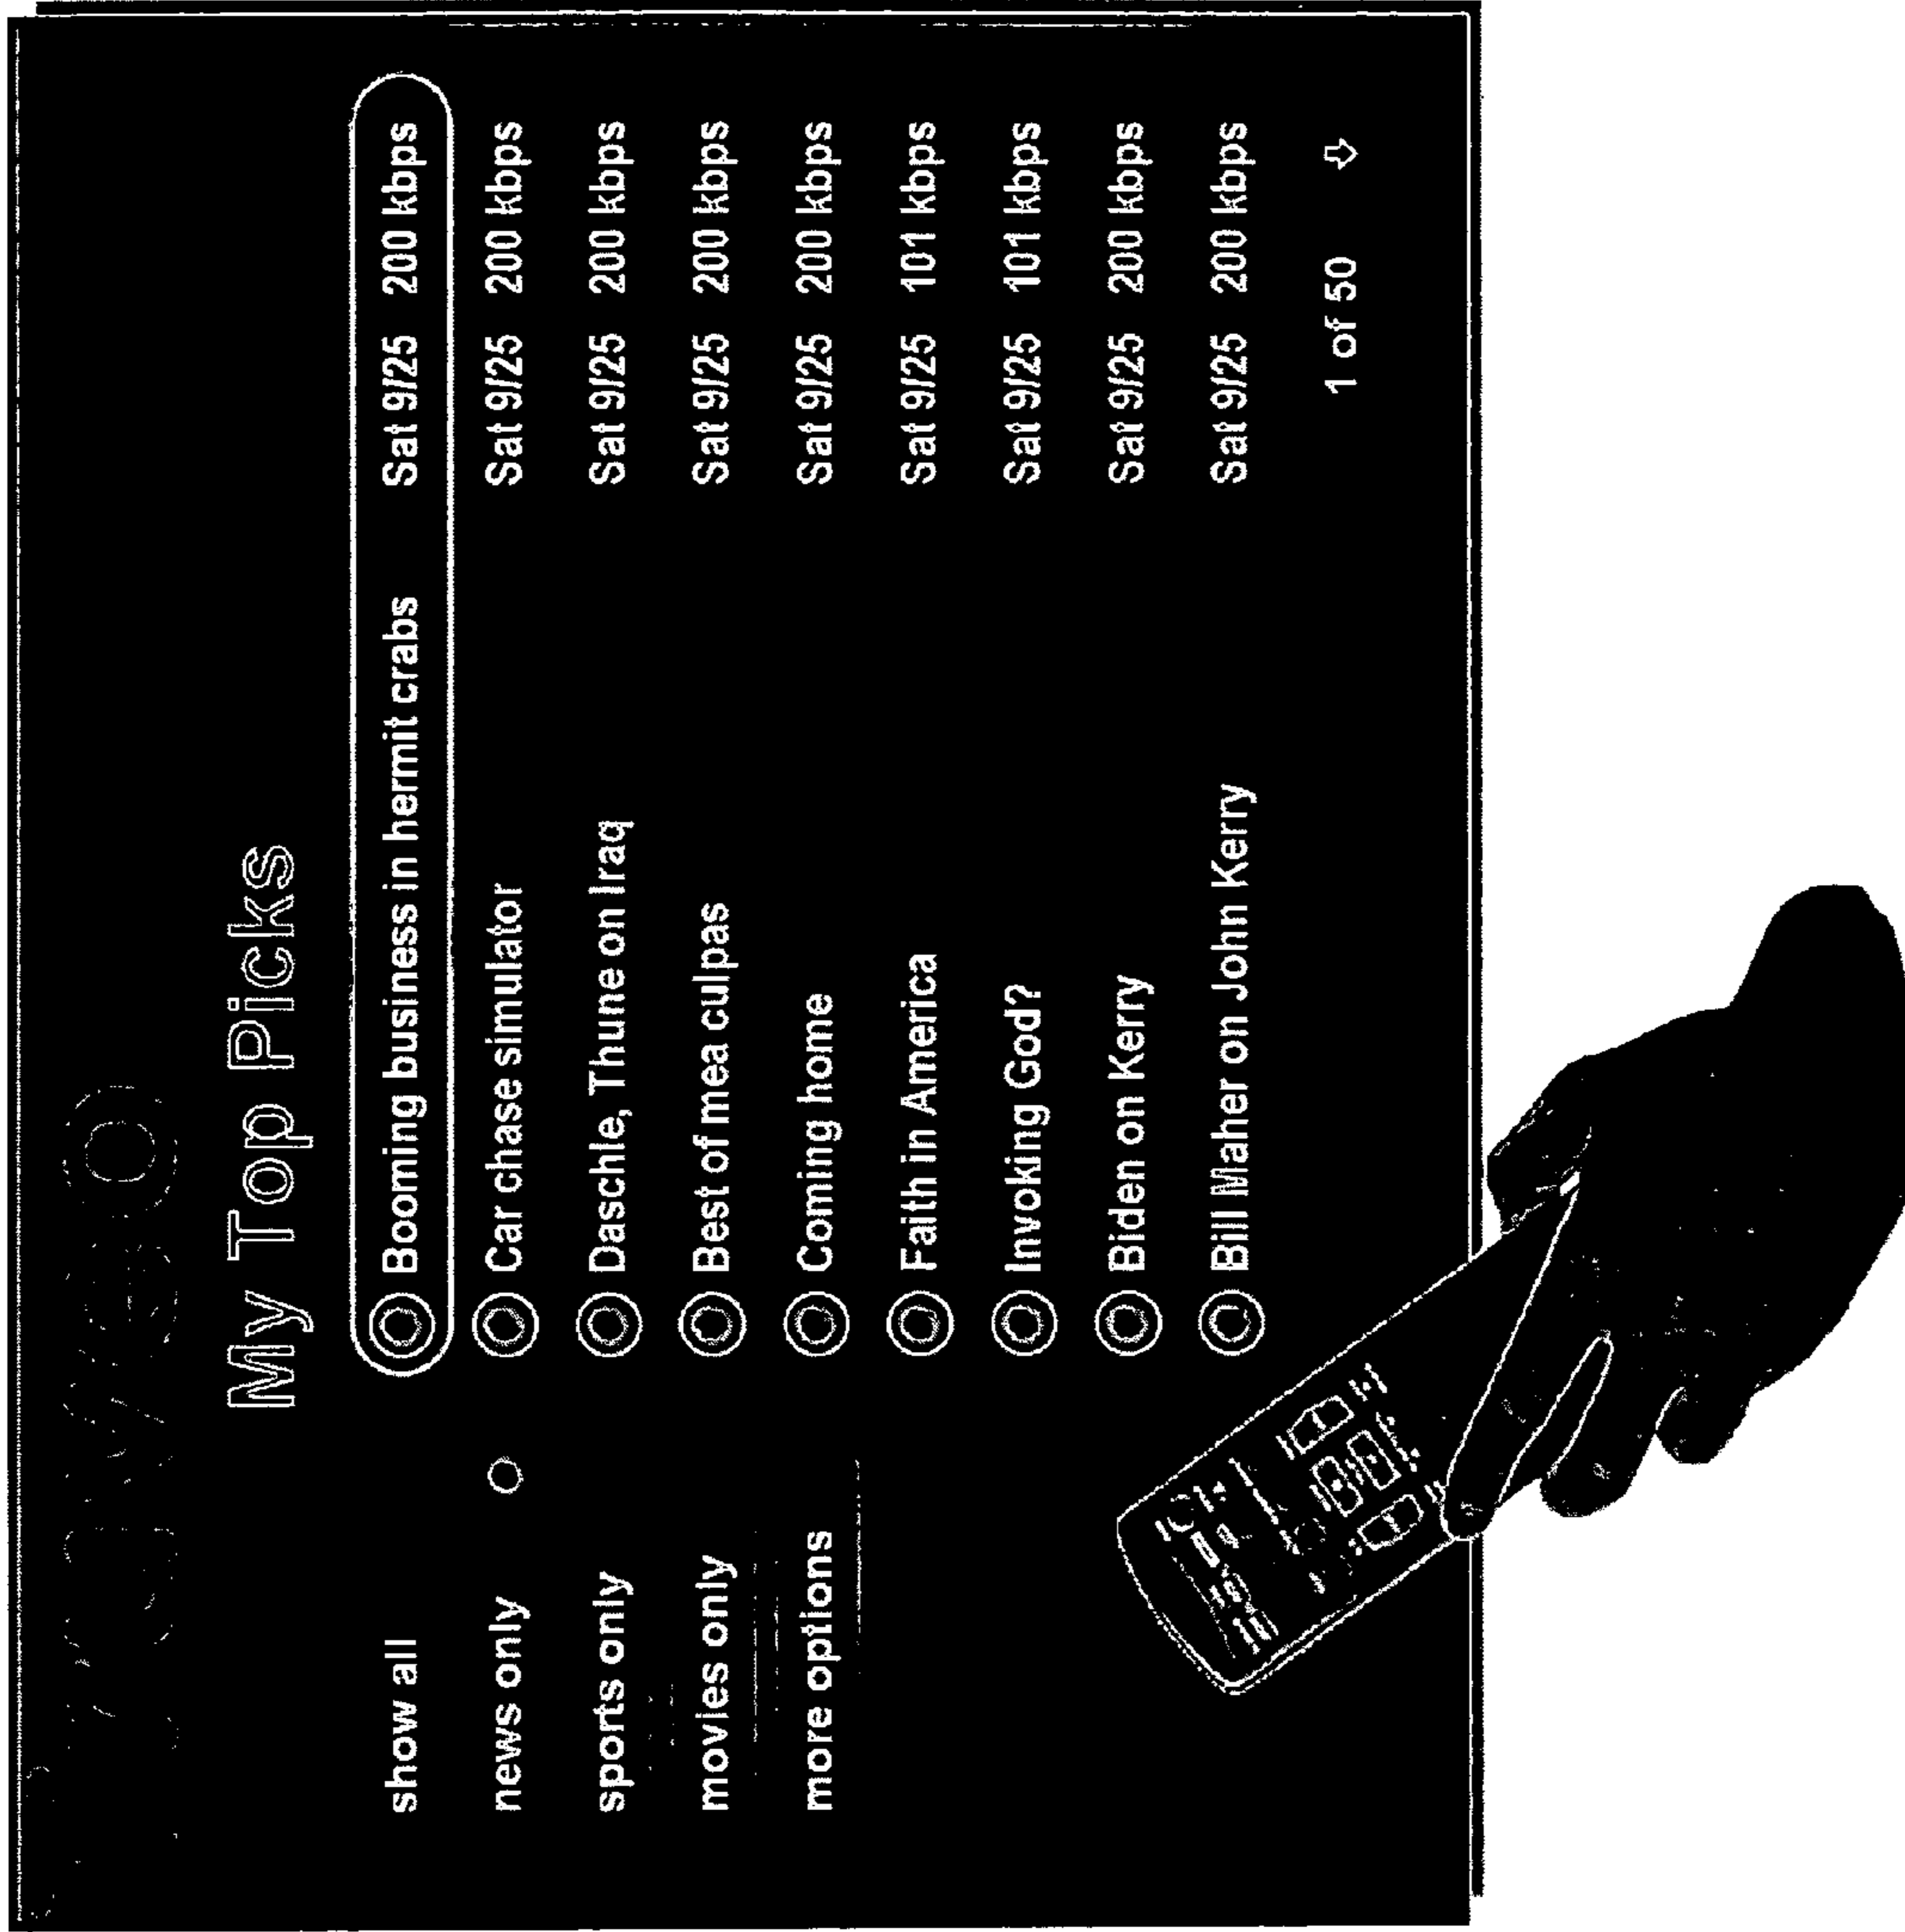 My Top Picks
show all
news only
sports only
movies only
more options
Booming business in hermit crabs Sat 9/25 200 kbps
Car chase simulator Sat 9/25 200 kbps
Daschle, Thune on Iraq Sat 9/25 200 kbps
Best of mea culpas Sat 9/25 200 kbps
Coming home Sat 9/25 200 kbps
Faith in America Sat 9/25 101 kbps
Invoking God? Sat 9/25 101 kbps
Biden on Kerry Sat 9/25 200 kbps
Bill Maher on John Kerry Sat 9/25 200 kbps
1 of 50